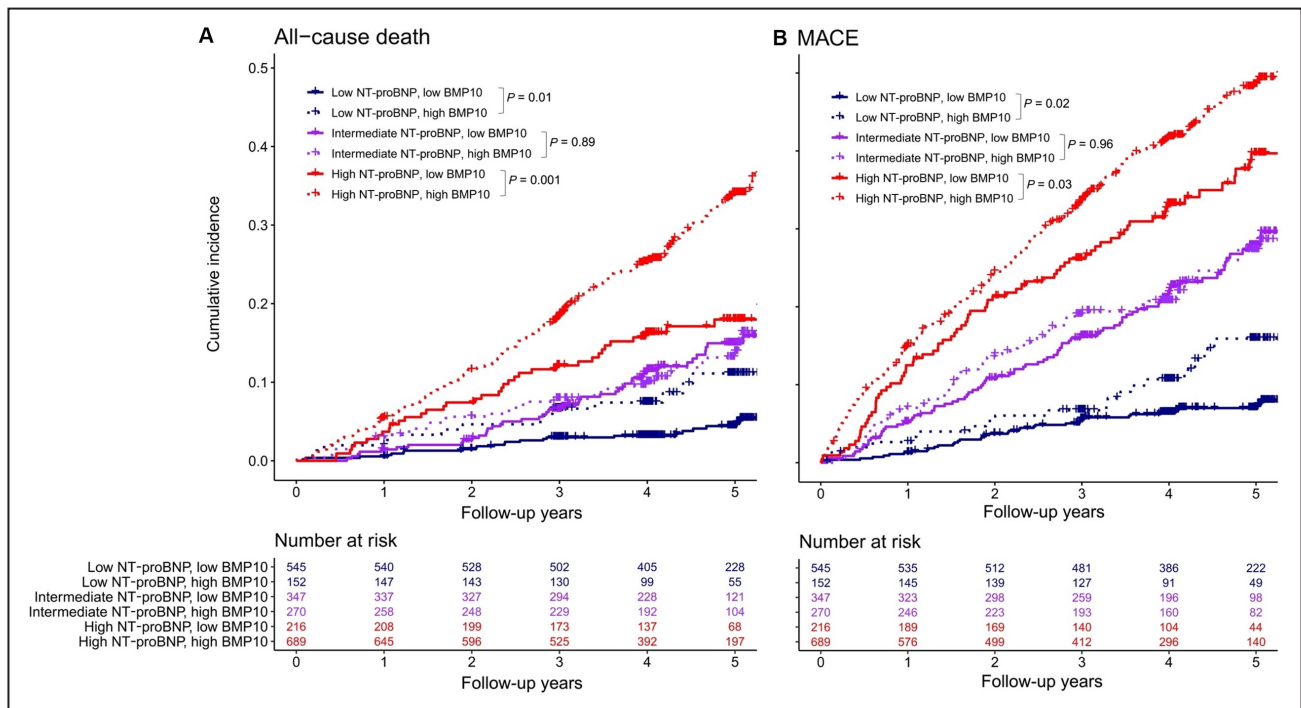 A All-cause death
0.5
0.4
0.3
0.2
0.1
0.0
Cumulative incidence
Low NT-proBNP, low BMP10
Low NT-proBNP, high BMP10
P = 0.01
Intermediate NT-proBNP, low BMP10
Intermediate NT-proBNP, high BMP10
P = 0.89
High NT-proBNP, low BMP10
High NT-proBNP, high BMP10
P = 0.001
0 1 2 3 4 5
Follow-up years
B MACE
Low NT-proBNP, low BMP10
Low NT-proBNP, high BMP10
P = 0.02
Intermediate NT-proBNP, low BMP10
Intermediate NT-proBNP, high BMP10
P = 0.96
High NT-proBNP, low BMP10
High NT-proBNP, high BMP10
P = 0.03
0 1 2 3 4 5
Follow-up years
Number at risk
Low NT-proBNP, low BMP10 545 540 528 502 405 228
Low NT-proBNP, high BMP10 152 147 143 130 99 55
Intermediate NT-proBNP, low BMP10 347 337 327 294 228 121
Intermediate NT-proBNP, high BMP10 270 258 248 229 192 104
High NT-proBNP, low BMP10 216 208 199 173 137 68
High NT-proBNP, high BMP10 689 645 596 525 392 197
0 1 2 3 4 5
Follow-up years
Number at risk
545 535 512 481 386 222
152 145 139 127 91 49
347 323 298 259 196 98
270 246 223 193 160 82
216 189 169 140 104 44
689 576 499 412 296 140
0 1 2 3 4 5
Follow-up years